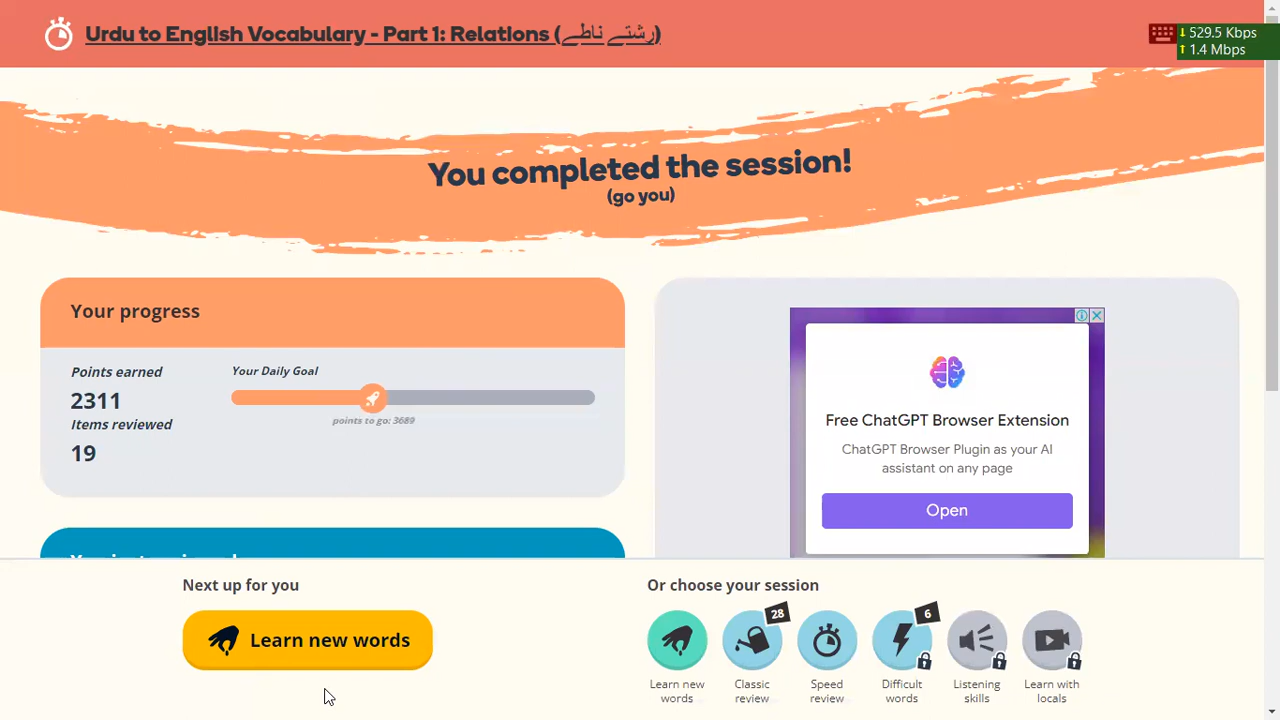 Urdu to English Vocabulary - Part 1: Relations (رشتے ناطے)
529.5 Kbps
1.4 Mbps
You completed the session!
(go you)
Your progress
Points earned
2311
Items reviewed
19
Your Daily Goal
points to go: 3689
Free ChatGPT Browser Extension
ChatGPT Browser Plugin as your AI
assistant on any page
Open
Next up for you
Learn new words
Or choose your session
28
6
Learn new
words
Classic
review
Speed
review
Difficult
words
Listening
skills
Learn with
locals